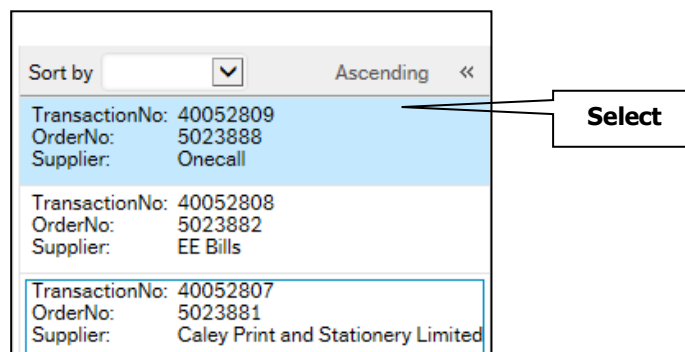 Sort by Ascending «
TransactionNo: 40052809
OrderNo: 5023888
Supplier: Onecall
Select
TransactionNo: 40052808
OrderNo: 5023882
Supplier: EE Bills
TransactionNo: 40052807
OrderNo: 5023881
Supplier: Caley Print and Stationery Limited